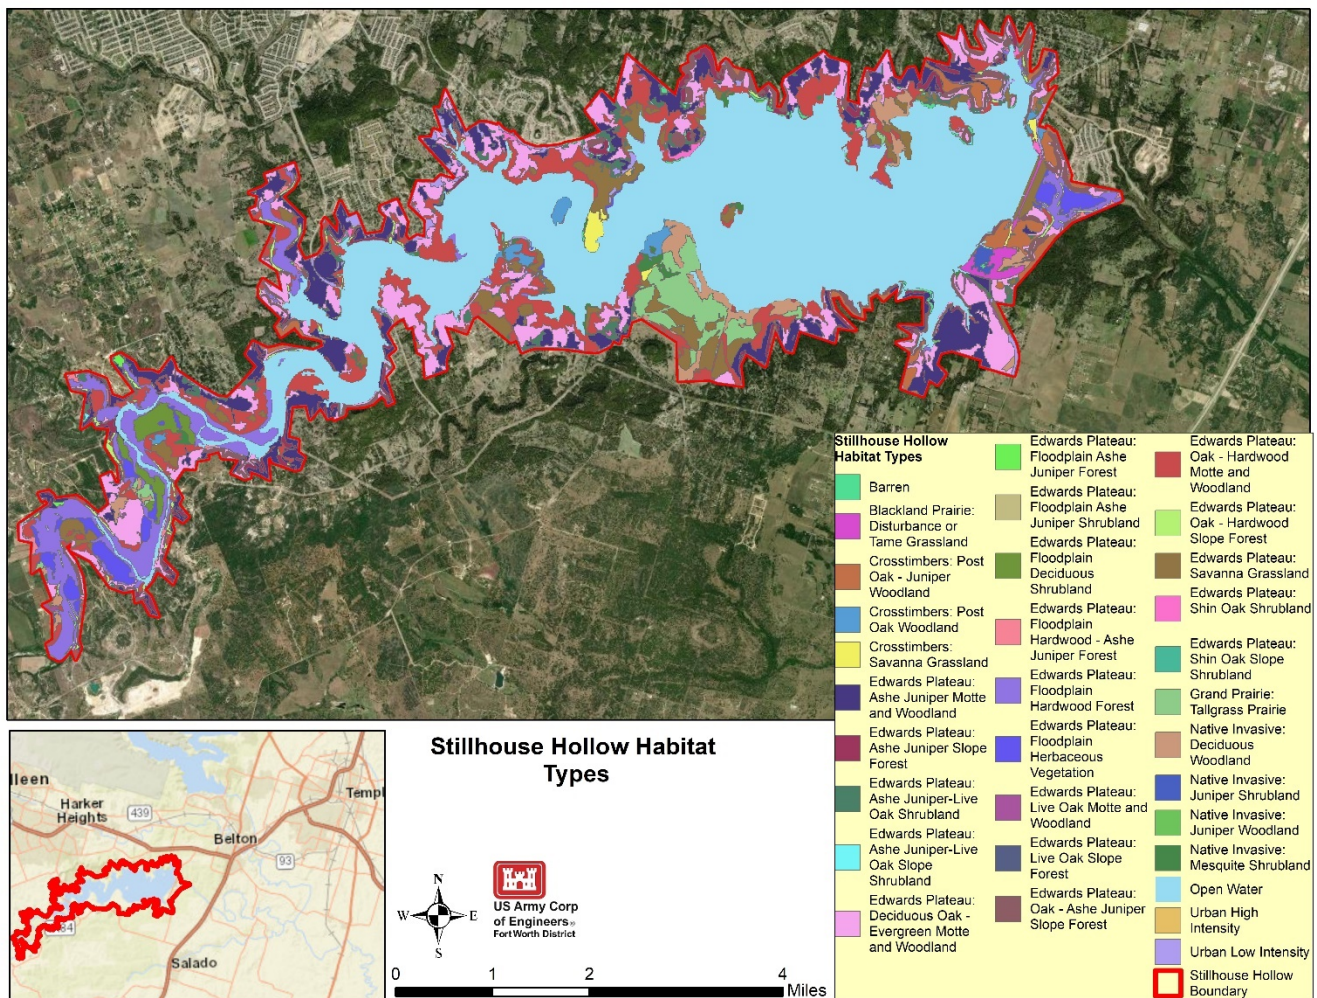 Stillhouse Hollow
Habitat Types
Barren
Blackland Prairie:
Disturbance or
Tame Grassland
Crosstimbers: Post
Oak - Juniper
Woodland
Crosstimbers: Post
Oak Woodland
Crosstimbers:
Savanna Grassland
Edwards Plateau:
Ashe Juniper Motte
and Woodland
Edwards Plateau:
Ashe Juniper Slope
Forest
Edwards Plateau:
Ashe Juniper-Live
Oak Shrubland
Edwards Plateau:
Ashe Juniper-Live
Oak Slope
Shrubland
Edwards Plateau:
Deciduous Oak -
Evergreen Motte
and Woodland
Edwards Plateau:
Floodplain Ashe
Juniper Forest
Edwards Plateau:
Floodplain Ashe
Juniper Shrubland
Edwards Plateau:
Floodplain
Deciduous
Shrubland
Edwards Plateau:
Floodplain
Hardwood - Ashe
Juniper Forest
Edwards Plateau:
Floodplain
Hardwood Forest
Edwards Plateau:
Floodplain
Herbaceous
Vegetation
Edwards Plateau:
Live Oak Motte and
Woodland
Edwards Plateau:
Live Oak Slope
Forest
Edwards Plateau:
Oak - Ashe Juniper
Slope Forest
Edwards Plateau:
Oak - Hardwood
Motte and
Woodland
Edwards Plateau:
Oak - Hardwood
Slope Forest
Edwards Plateau:
Savanna Grassland
Edwards Plateau:
Shin Oak Shrubland
Edwards Plateau:
Shin Oak Slope
Shrubland
Grand Prairie:
Tallgrass Prairie
Native Invasive:
Deciduous
Woodland
Native Invasive:
Juniper Shrubland
Native Invasive:
Juniper Woodland
Native Invasive:
Mesquite Shrubland
Open Water
Urban High
Intensity
Urban Low Intensity
Stillhouse Hollow
Boundary
lleen
Harker
Heights
439
Templ
Belton
93
34
Salado
Stillhouse Hollow Habitat
Types
N
W E
S
US Army Corp
of Engineers®
Fort Worth District
0 1 2 4
Miles